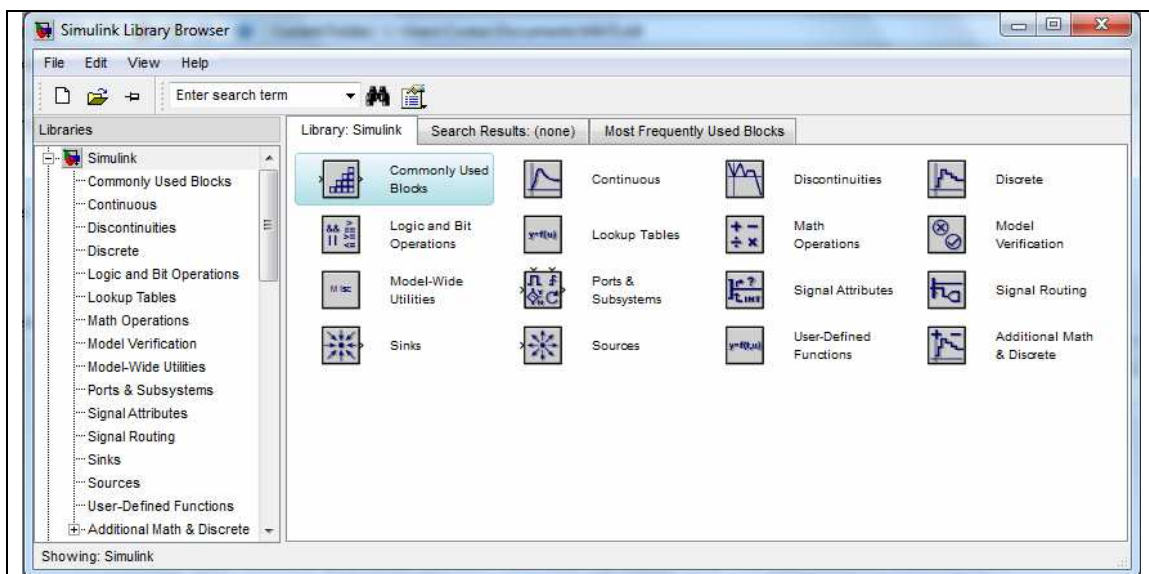 Simulink Library Browser
File Edit View Help
Enter search term
Libraries
Simulink
Commonly Used Blocks
Continuous
Discontinuities
Discrete
Logic and Bit Operations
Lookup Tables
Math Operations
Model Verification
Model-Wide Utilities
Ports & Subsystems
Signal Attributes
Signal Routing
Sinks
Sources
User-Defined Functions
Additional Math & Discrete
Library: Simulink Search Results: (none) Most Frequently Used Blocks
Commonly Used
Blocks
Continuous
Discontinuities
Discrete
Logic and Bit
Operations
y=f(u)
Lookup Tables
Math
Operations
Model
Verification
Misc
Model-Wide
Utilities
Ports &
Subsystems
Signal Attributes
Signal Routing
Sinks
Sources
User-Defined
Functions
Additional Math
& Discrete
Showing: Simulink